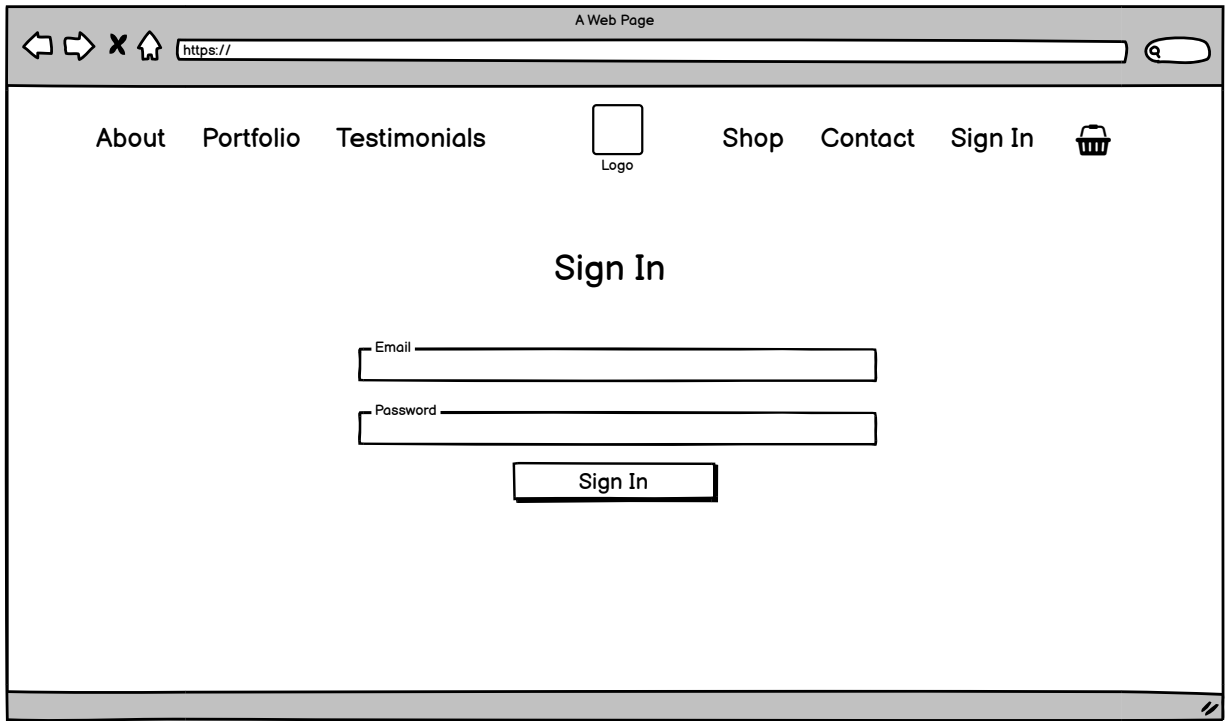 A Web Page
https://
About Portfolio Testimonials Shop Contact Sign In
Logo
Sign In
Email
Password
Sign In